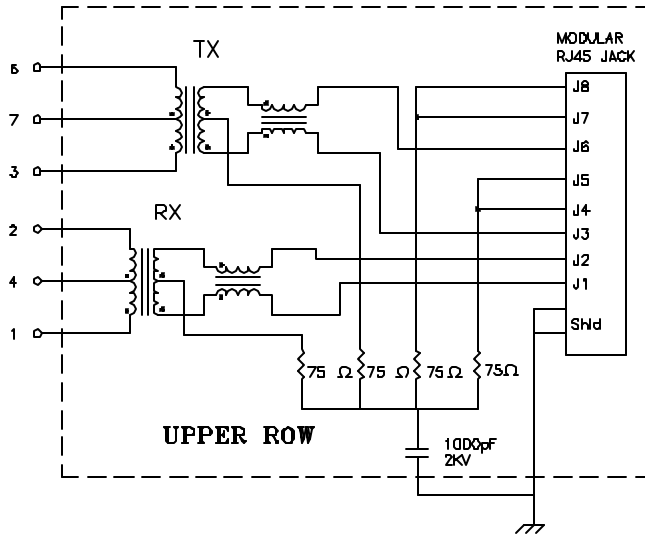 TX
MODULAR
RJ45 JACK
6
7
3
J8
J7
J6
J5
J4
J3
J2
J1
Shld
RX
2
4
1
75 Ω 75 Ω 75Ω 75Ω
UPPER ROW
1000pF
2KV